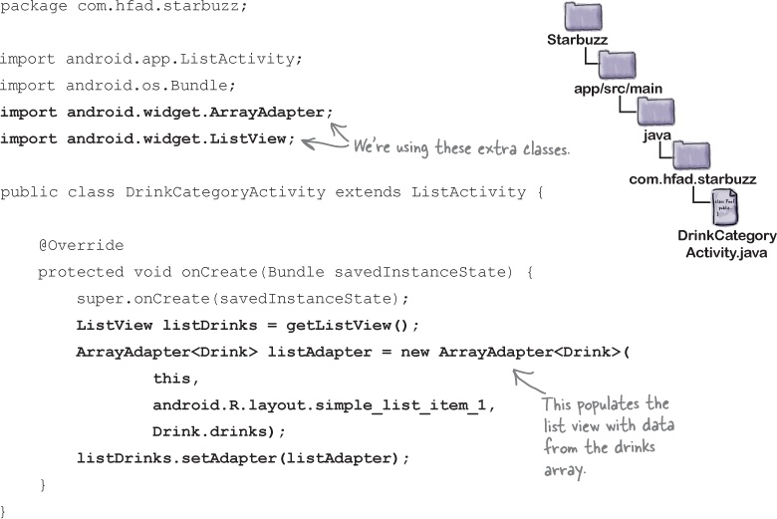 package com.hfad.starbuzz;
import android.app.ListActivity;
import android.os.Bundle;
import android.widget.ArrayAdapter;
import android.widget.ListView;
We're using these extra classes.
public class DrinkCategoryActivity extends ListActivity {
@Override
protected void onCreate(Bundle savedInstanceState) {
super.onCreate(savedInstanceState);
ListView listDrinks = getListView();
ArrayAdapter<Drink> listAdapter = new ArrayAdapter<Drink>(
this,
android.R.layout.simple_list_item_1,
Drink.drinks);
listDrinks.setAdapter(listAdapter);
}
}
This populates the
list view with data
from the drinks
array.
Starbuzz
app/src/main
java
com.hfad.starbuzz
DrinkCategory
Activity.java